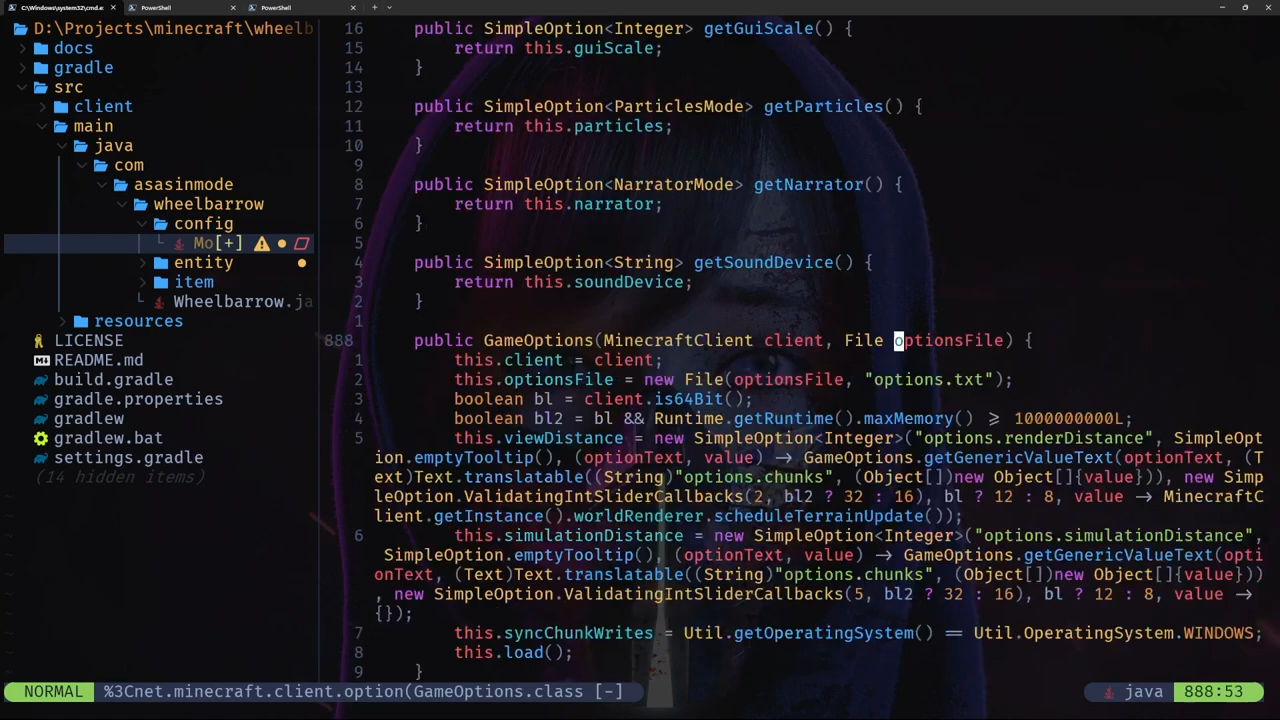 C:\Windows\system32\cmd.e: PowerShell PowerShell
D:\Projects\minecraft\wheelb
docs
gradle
src
client
main
java
com
asasinmode
wheelbarrow
config
Mo[+]
entity
item
Wheelbarrow.ja
resources
LICENSE
README.md
build.gradle
gradle.properties
gradlew
gradlew.bat
settings.gradle
(14 hidden items)
16 public SimpleOption<Integer> getGuiScale() {
15 return this.guiScale;
14 }
13
12 public SimpleOption<ParticlesMode> getParticles() {
11 return this.particles;
10 }
9
8 public SimpleOption<NarratorMode> getNarrator() {
7 return this.narrator;
6 }
5
4 public SimpleOption<String> getSoundDevice() {
3 return this.soundDevice;
2 }
1
888 public GameOptions(MinecraftClient client, File optionsFile) {
1 this.client = client;
2 this.optionsFile = new File(optionsFile, "options.txt");
3 boolean bl = client.is64Bit();
4 boolean bl2 = bl && Runtime.getRuntime().maxMemory() ≥ 1000000000L;
5 this.viewDistance = new SimpleOption<Integer>("options.renderDistance", SimpleOpt
ion.emptyTooltip(), (optionText, value) → GameOptions.getGenericValueText(optionText, (T
ext)Text.translatable((String)"options.chunks", (Object[])new Object[]{value})), new Sim
pleOption.ValidatingIntSliderCallbacks(2, bl2 ? 32 : 16), bl ? 12 : 8, value → MinecraftC
lient.getInstance().worldRenderer.scheduleTerrainUpdate());
6 this.simulationDistance = new SimpleOption<Integer>("options.simulationDistance",
SimpleOption.emptyTooltip(), (optionText, value) → GameOptions.getGenericValueText(opti
onText, (Text)Text.translatable((String)"options.chunks", (Object[])new Object[]{value}))
, new SimpleOption.ValidatingIntSliderCallbacks(5, bl2 ? 32 : 16), bl ? 12 : 8, value →
{});
7 this.syncChunkWrites = Util.getOperatingSystem() == Util.OperatingSystem.WINDOWS;
8 this.load();
9 }
NORMAL %3Cnet.minecraft.client.option(GameOptions.class [-] java 888:53